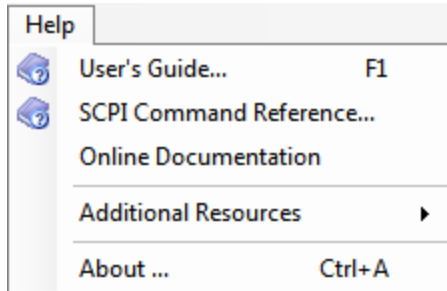 Help
User's Guide... F1
SCPI Command Reference...
Online Documentation
Additional Resources
About ... Ctrl+A